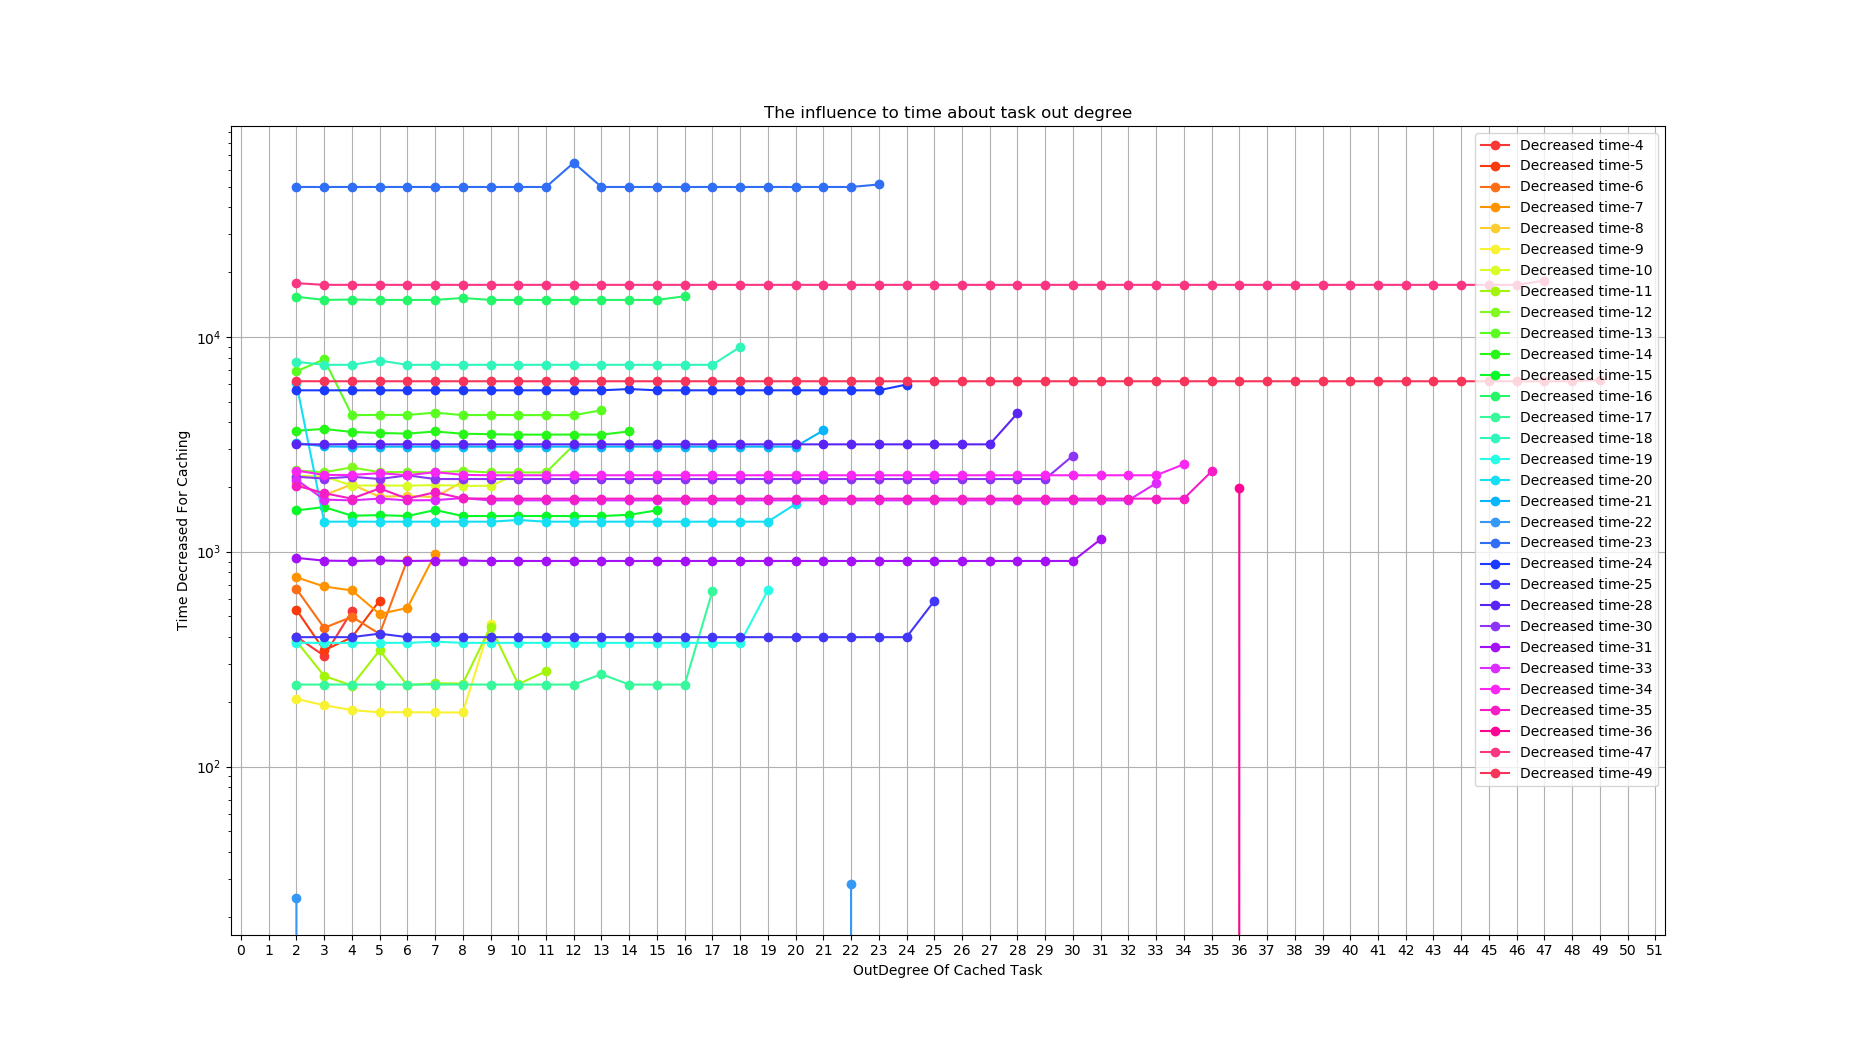 The influence to time about task out degree
Time Decreased For Caching
10^4
10^3
10^2
Decreased time-4
Decreased time-5
Decreased time-6
Decreased time-7
Decreased time-8
Decreased time-9
Decreased time-10
Decreased time-11
Decreased time-12
Decreased time-13
Decreased time-14
Decreased time-15
Decreased time-16
Decreased time-17
Decreased time-18
Decreased time-19
Decreased time-20
Decreased time-21
Decreased time-22
Decreased time-23
Decreased time-24
Decreased time-25
Decreased time-28
Decreased time-30
Decreased time-31
Decreased time-33
Decreased time-34
Decreased time-35
Decreased time-36
Decreased time-47
Decreased time-49
0 1 2 3 4 5 6 7 8 9 10 11 12 13 14 15 16 17 18 19 20 21 22 23 24 25 26 27 28 29 30 31 32 33 34 35 36 37 38 39 40 41 42 43 44 45 46 47 48 49 50 51
OutDegree Of Cached Task